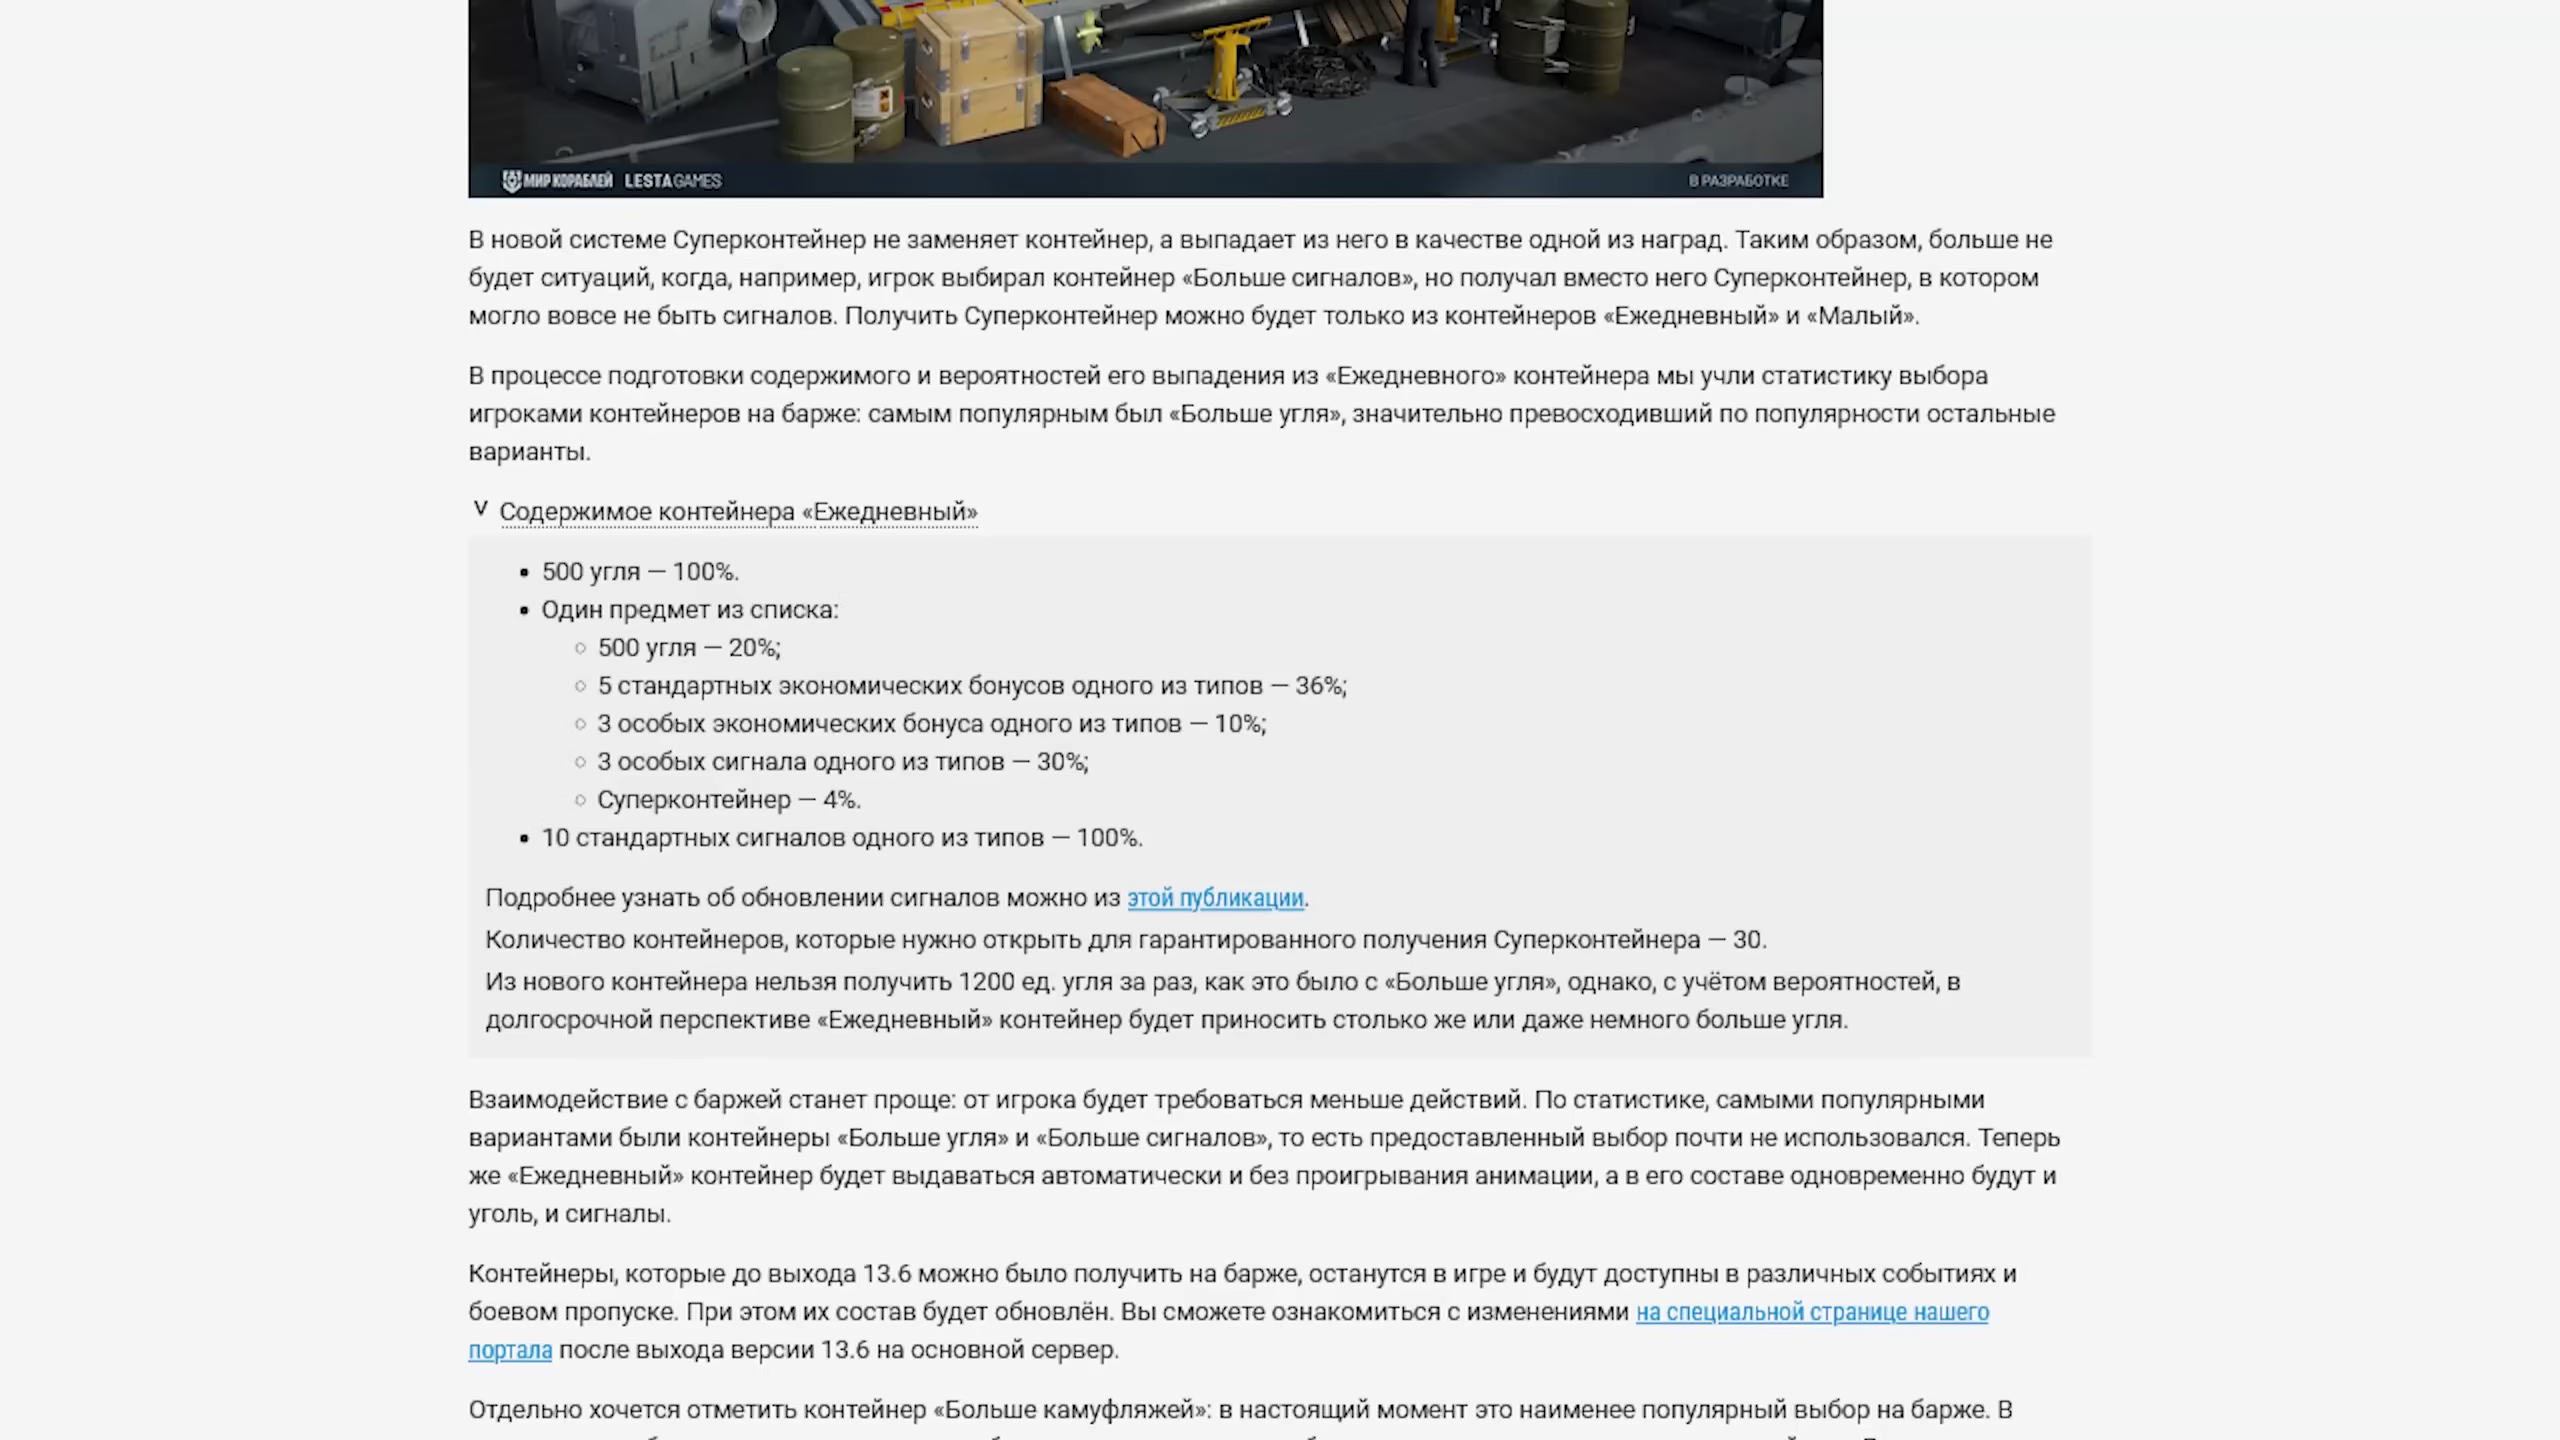 МИР КОРАБЛЕЙ LESTA GAMES
В РАЗРАБОТКЕ
В новой системе Суперконтейнер не заменяет контейнер, а выпадает из него в качестве одной из наград. Таким образом, больше не
будет ситуаций, когда, например, игрок выбирал контейнер «Больше сигналов», но получал вместо него Суперконтейнер, в котором
могло вовсе не быть сигналов. Получить Суперконтейнер можно будет только из контейнеров «Ежедневный» и «Малый».
В процессе подготовки содержимого и вероятностей его выпадения из «Ежедневного» контейнера мы учли статистику выбора
игроками контейнеров на барже: самым популярным был «Больше угля», значительно превосходивший по популярности остальные
варианты.
Содержимое контейнера «Ежедневный»
500 угля — 100%.
Один предмет из списка:
500 угля — 20%;
5 стандартных экономических бонусов одного из типов — 36%;
3 особых экономических бонуса одного из типов — 10%;
3 особых сигнала одного из типов — 30%;
Суперконтейнер — 4%.
10 стандартных сигналов одного из типов — 100%.
Подробнее узнать об обновлении сигналов можно из этой публикации.
Количество контейнеров, которые нужно открыть для гарантированного получения Суперконтейнера — 30.
Из нового контейнера нельзя получить 1200 ед. угля за раз, как это было с «Больше угля», однако, с учётом вероятностей, в
долгосрочной перспективе «Ежедневный» контейнер будет приносить столько же или даже немного больше угля.
Взаимодействие с баржей станет проще: от игрока будет требоваться меньше действий. По статистике, самыми популярными
вариантами были контейнеры «Больше угля» и «Больше сигналов», то есть предоставленный выбор почти не использовался. Теперь
же «Ежедневный» контейнер будет выдаваться автоматически и без проигрывания анимации, а в его составе одновременно будут и
уголь, и сигналы.
Контейнеры, которые до выхода 13.6 можно было получить на барже, останутся в игре и будут доступны в различных событиях и
боевом пропуске. При этом их состав будет обновлён. Вы сможете ознакомиться с изменениями на специальной странице нашего
портала после выхода версии 13.6 на основной сервер.
Отдельно хочется отметить контейнер «Больше камуфляжей»: в настоящий момент это наименее популярный выбор на барже. В